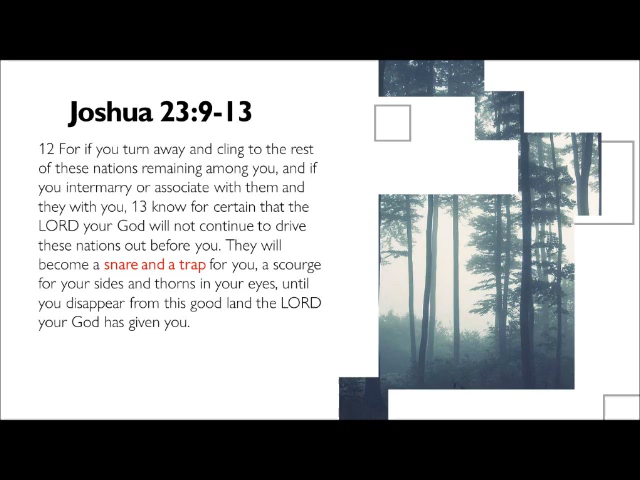 Joshua 23:9-13
12 For if you turn away and cling to the rest
of these nations remaining among you, and if
you intermarry or associate with them and
they with you, 13 know for certain that the
LORD your God will not continue to drive
these nations out before you. They will
become a snare and a trap for you, a scourge
for your sides and thorns in your eyes, until
you disappear from this good land the LORD
your God has given you.